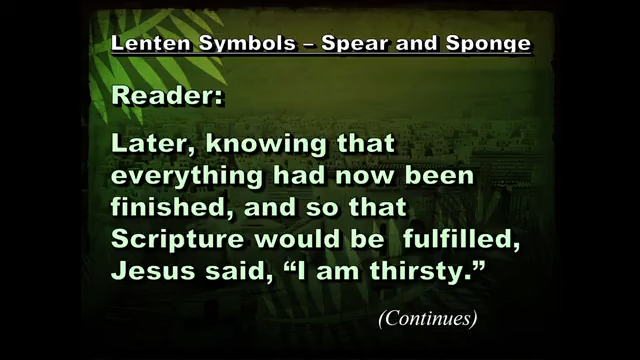 Lenten Symbols – Spear and Sponge
Reader:
Later, knowing that
everything had now been
finished, and so that
Scripture would be fulfilled,
Jesus said, “I am thirsty.”
(Continues)